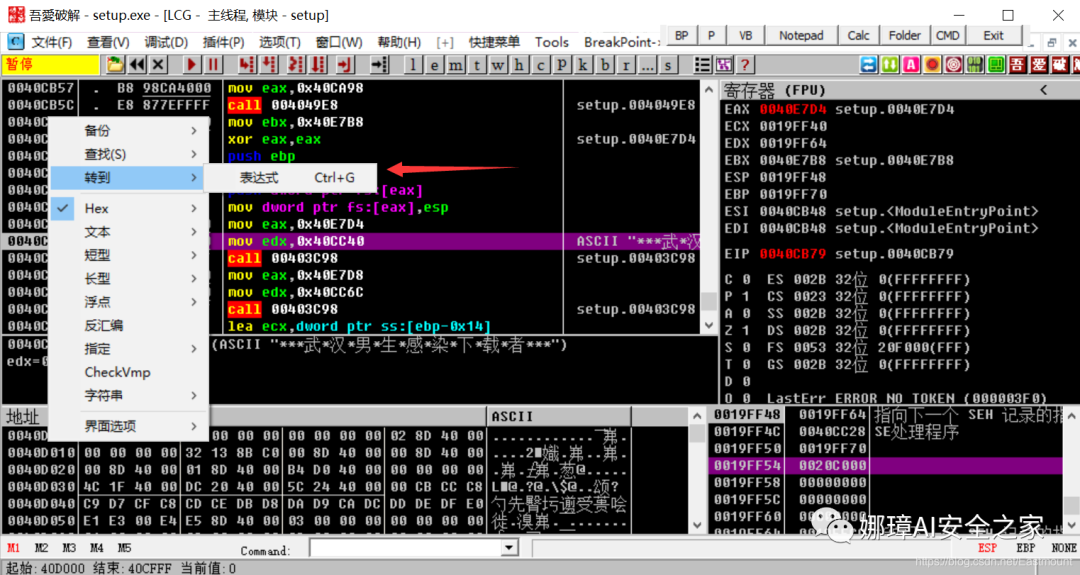 吾愛破解 - setup.exe - [LCG - 主线程, 模块 - setup]
文件(F) 查看(V) 调试(D) 插件(P) 选项(T) 窗口(W) 帮助(H) [+] 快捷菜单 Tools BreakPoint-> BP P VB Notepad Calc Folder CMD Exit
暂停 l e m t w h c p k b r ... s ?
0040CB57 . B8 98CA4000 mov eax,0x40CA98
0040CB5C . E8 877EFFFF call 004049E8 setup.004049E8
mov ebx,0x40E7B8
xor eax,eax setup.0040E7D4
push ebp
[eax]
mov dword ptr fs:[eax],esp
mov eax,0x40E7D4
mov edx,0x40CC40 ASCII "***武*汉
call 00403C98 setup.00403C98
mov eax,0x40E7D8
mov edx,0x40CC6C
call 00403C98 setup.00403C98
lea ecx,dword ptr ss:[ebp-0x14]
备份
查找(S)
转到
表达式 Ctrl+G
Hex
文本
短型
长型
浮点
反汇编
指定
CheckVmp
字符串
界面选项
(ASCII "***武*汉*男*生*感*染*下*载*者***")
寄存器 (FPU) <
EAX 0040E7D4 setup.0040E7D4
ECX 0019FF40
EDX 0019FF64
EBX 0040E7B8 setup.0040E7B8
ESP 0019FF48
EBP 0019FF70
ESI 0040CB48 setup.<ModuleEntryPoint>
EDI 0040CB48 setup.<ModuleEntryPoint>
EIP 0040CB79 setup.0040CB79
C 0 ES 002B 32位 0(FFFFFFFF)
P 1 CS 0023 32位 0(FFFFFFFF)
A 0 SS 002B 32位 0(FFFFFFFF)
Z 1 DS 002B 32位 0(FFFFFFFF)
S 0 FS 0053 32位 20F000(FFF)
T 0 GS 002B 32位 0(FFFFFFFF)
D 0
O 0 LastErr ERROR_NO_TOKEN (000003F0)
地址 ASCII
00 00 00 00 00 00 02 8D 40 00
0040D010 00 00 00 00 32 13 8B C0 00 8D 40 00 00 8D 40 00
0040D020 00 8D 40 00 01 8D 40 00 B4 D0 40 00 00 00 00 00
0040D030 4C 1F 40 00 DC 20 40 00 5C 24 40 00 00 CB CC C8
0040D040 C9 D7 CF C8 CD CE DB D8 DA D9 CA DC DD DE DF E0
0040D050 E1 E3 00 E4 E5 8D 40 00 03 00 00 00 00 00 00 00
0019FF48 0019FF64 指向下一个 SEH 记录的指
0019FF4C 0040CC28 SE处理程序
0019FF50 0019FF70
0019FF54 0020C000
0019FF58 00000000
0019FF5C 00000000
0019FF60
娜璋AI安全之家
M1 M2 M3 M4 M5 Command: ESP EBP NONE
https://blog.csdn.net/Eastmount
起始: 40D000 结束: 40CFFF 当前值: 0